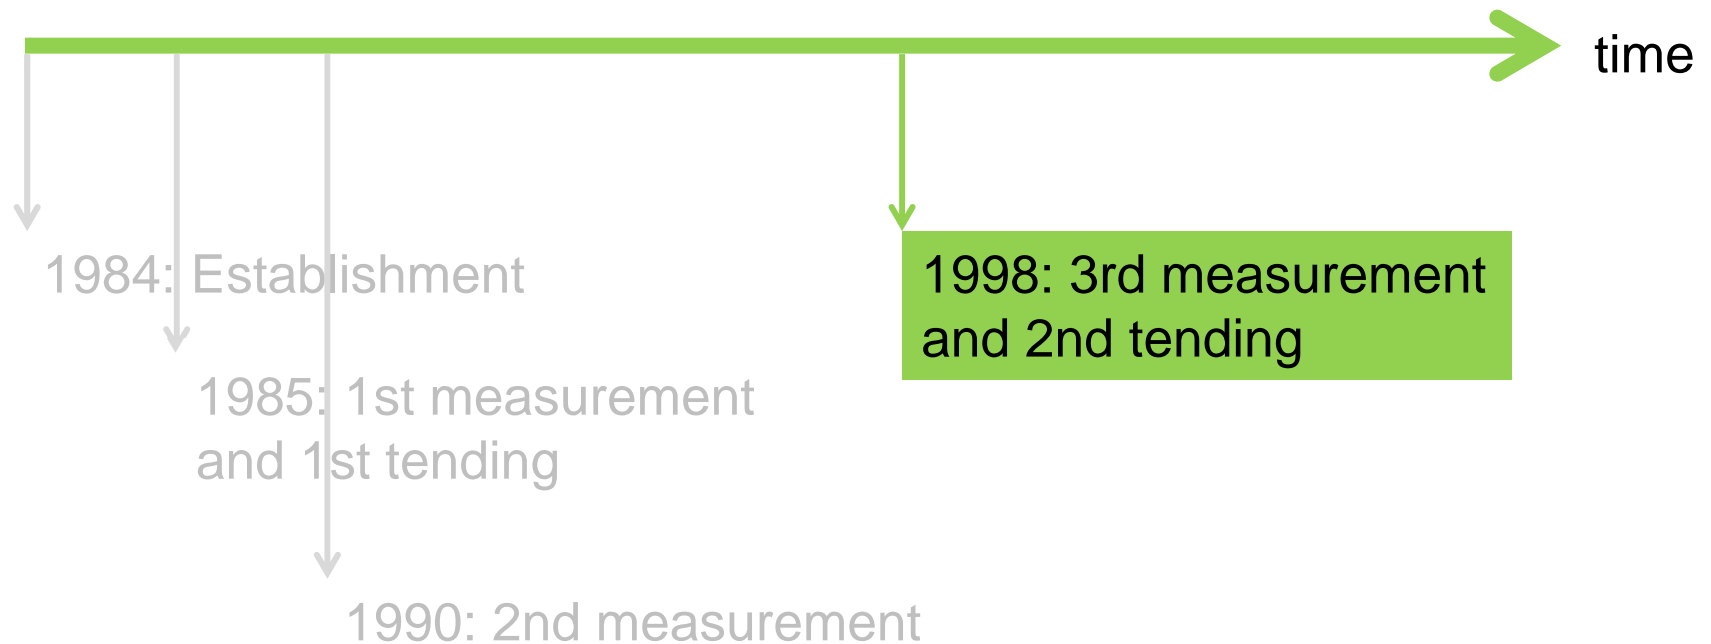 time
1984: Establishment
1998: 3rd measurement
and 2nd tending
1985: 1st measurement
and 1st tending
1990: 2nd measurement